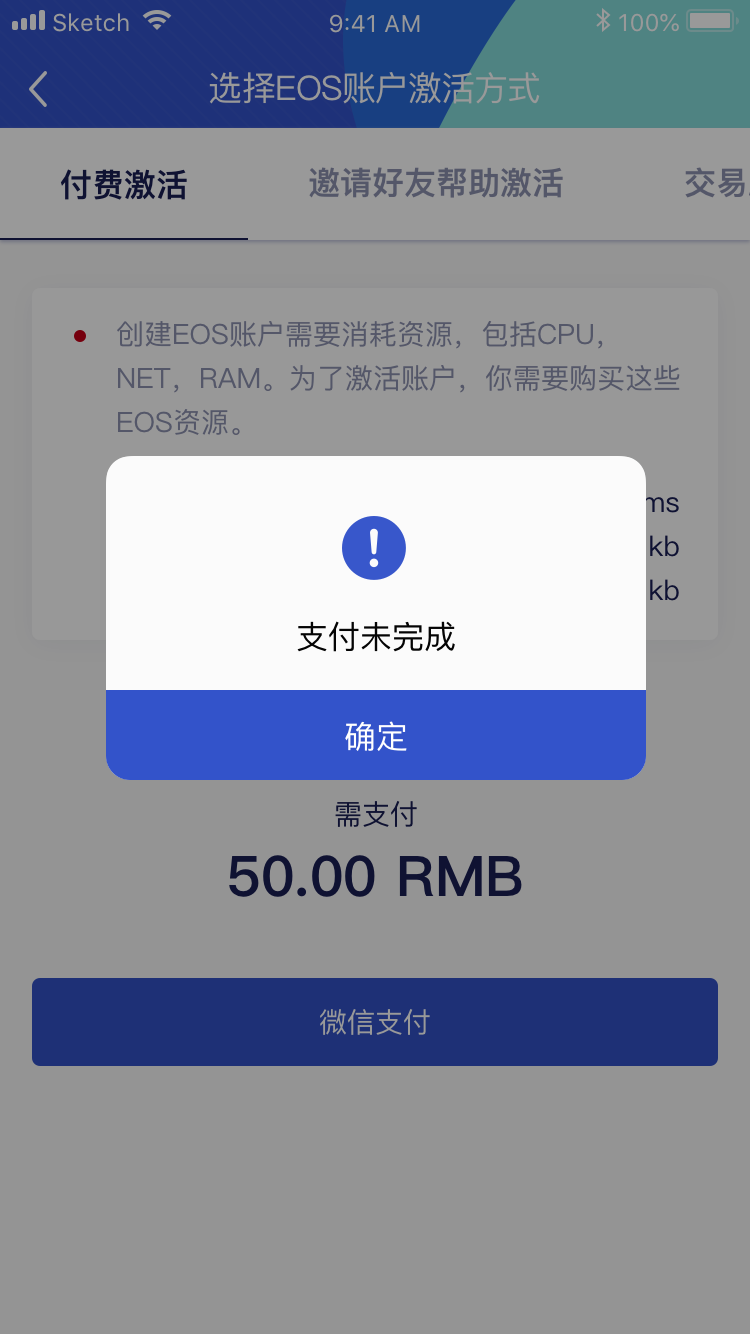 Sketch
9:41 AM
100%
选择EOS账户激活方式
付费激活
邀请好友帮助激活
交易
创建EOS账户需要消耗资源，包括CPU，
NET，RAM。为了激活账户，你需要购买这些
EOS资源。
ms
kb
kb
支付未完成
确定
需支付
50.00 RMB
微信支付